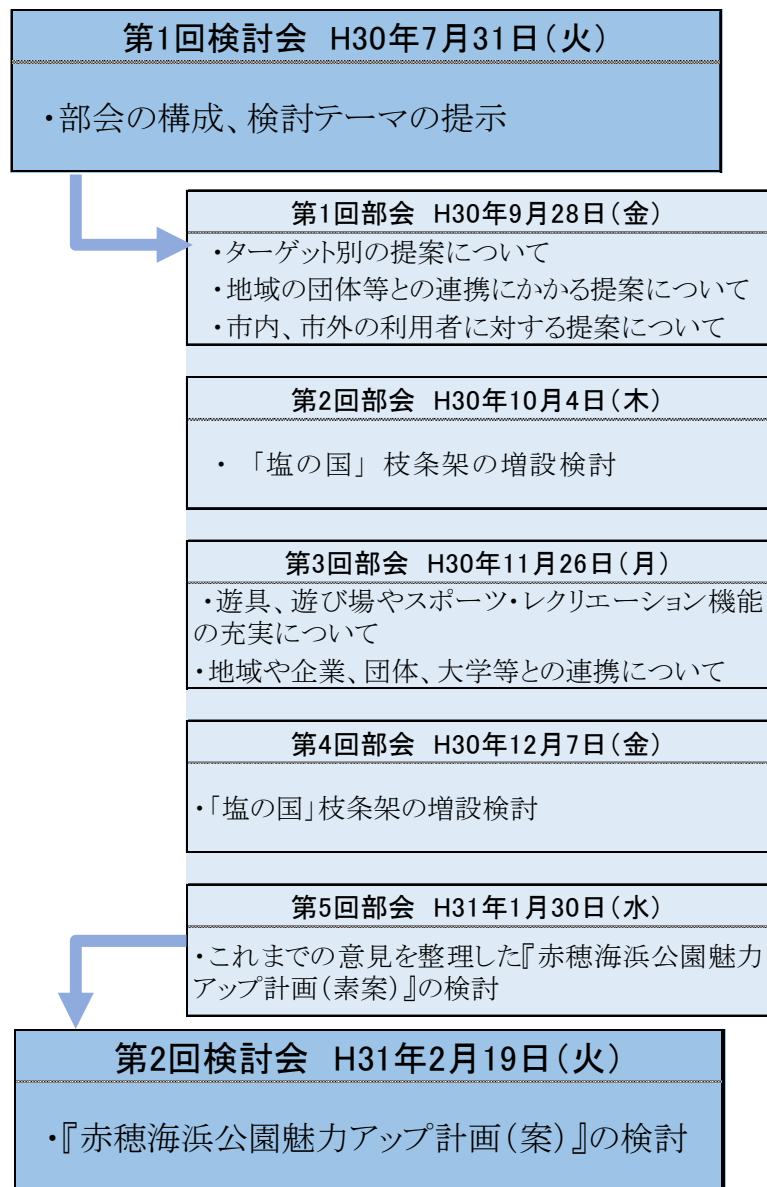 第1回検討会　H30年7月31日（火）
・部会の構成、検討テーマの提示
第1回部会　H30年9月28日（金）
・ターゲット別の提案について
・地域の団体等との連携にかかる提案について
・市内、市外の利用者に対する提案について
第2回部会　H30年10月4日（木）
・「塩の国」枝条架の増設検討
第3回部会　H30年11月26日（月）
・遊具、遊び場やスポーツ・レクリエーション機能
の充実について
・地域や企業、団体、大学等との連携について
第4回部会　H30年12月7日（金）
・「塩の国」枝条架の増設検討
第5回部会　H31年1月30日（水）
・これまでの意見を整理した『赤穂海浜公園魅力
アップ計画（素案）』の検討
第2回検討会　H31年2月19日（火）
・『赤穂海浜公園魅力アップ計画（案）』の検討